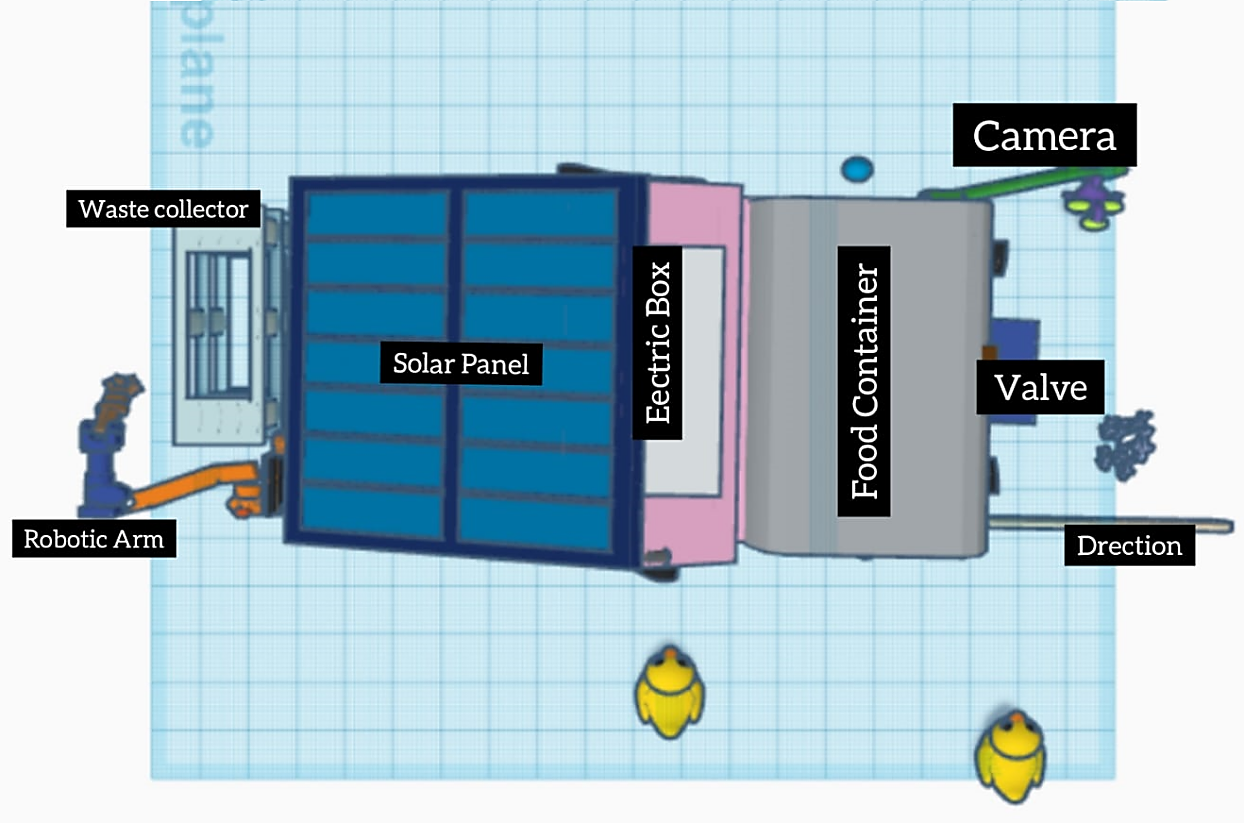 plane
Camera
Waste collector
Eectric Box
Food Container
Solar Panel
Valve
Robotic Arm
Drection